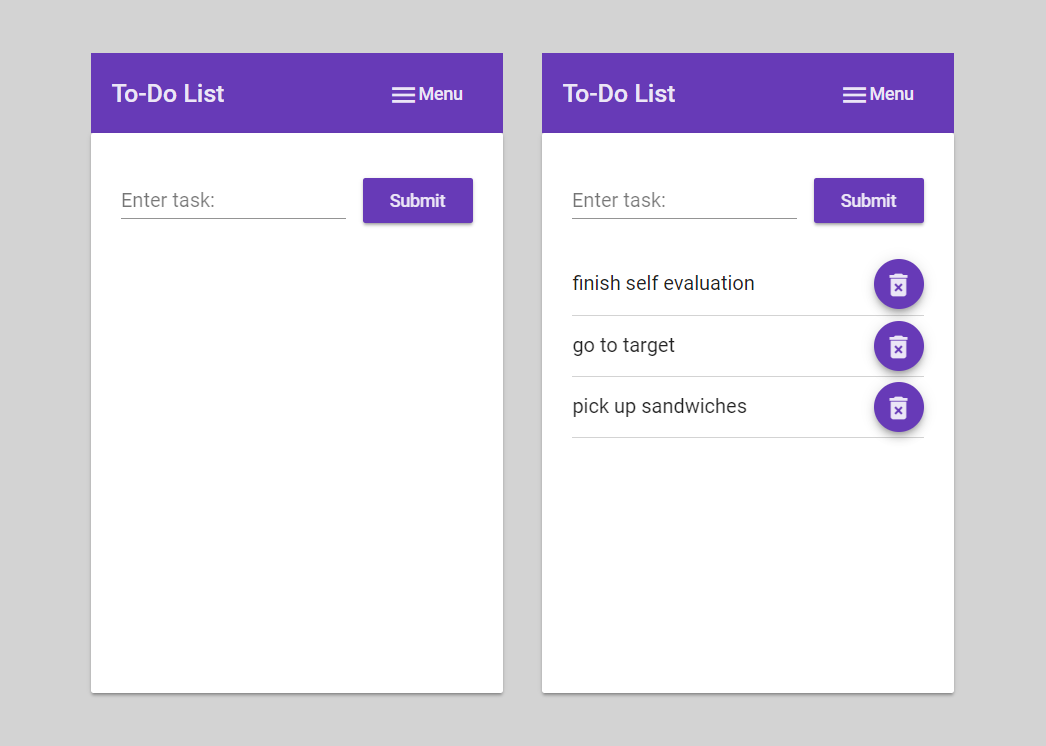 To-Do List Menu
Enter task: Submit
To-Do List Menu
Enter task: Submit
finish self evaluation
go to target
pick up sandwiches